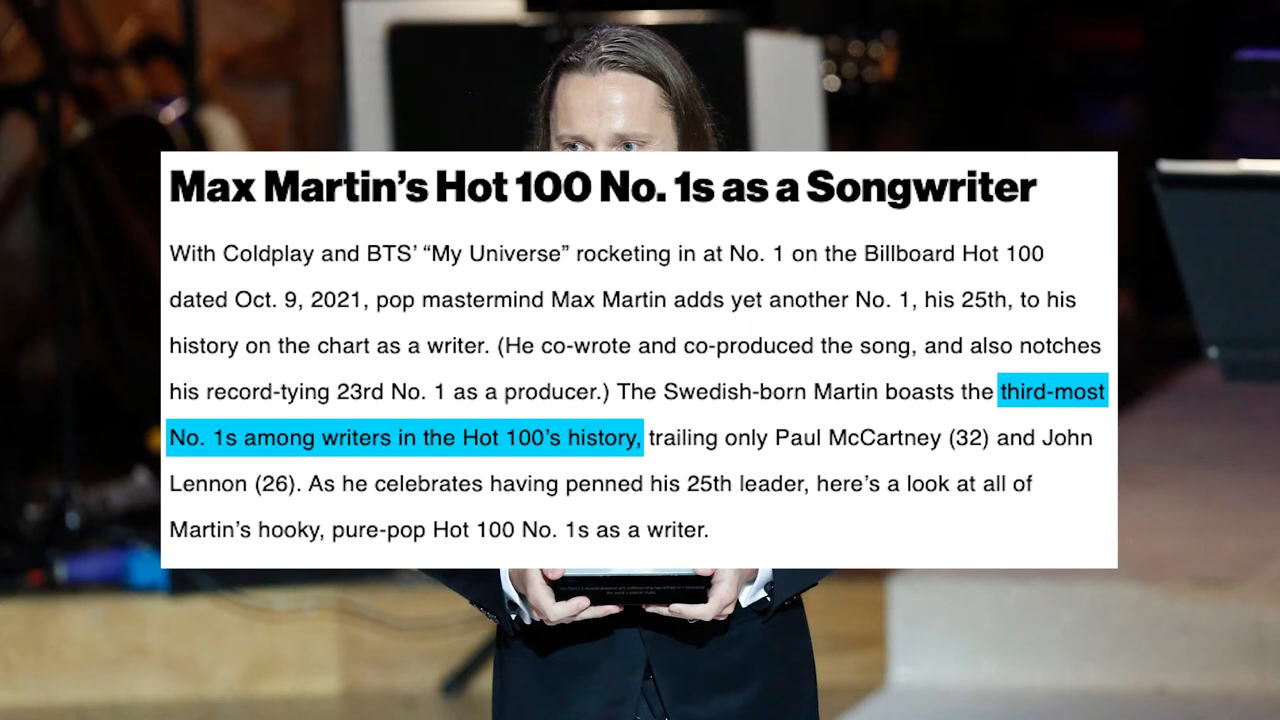 Max Martin’s Hot 100 No. 1s as a Songwriter
With Coldplay and BTS’ “My Universe” rocketing in at No. 1 on the Billboard Hot 100
dated Oct. 9, 2021, pop mastermind Max Martin adds yet another No. 1, his 25th, to his
history on the chart as a writer. (He co-wrote and co-produced the song, and also notches
his record-tying 23rd No. 1 as a producer.) The Swedish-born Martin boasts the third-most
No. 1s among writers in the Hot 100’s history, trailing only Paul McCartney (32) and John
Lennon (26). As he celebrates having penned his 25th leader, here’s a look at all of
Martin’s hooky, pure-pop Hot 100 No. 1s as a writer.